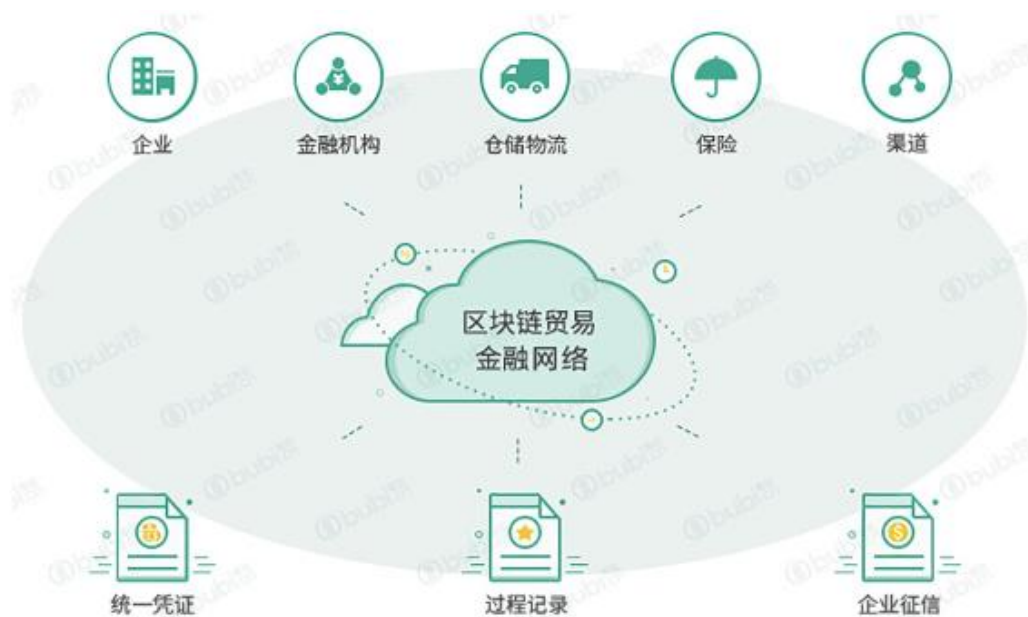 企业
金融机构
仓储物流
保险
渠道
区块链贸易
金融网络
统一凭证
过程记录
企业征信